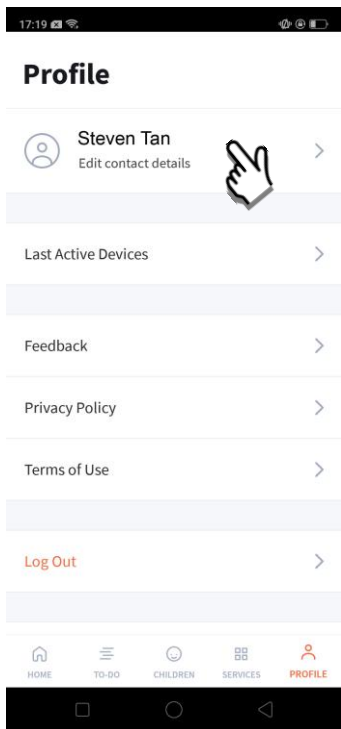 17:19
Profile
Steven Tan
Edit contact details
Last Active Devices
Feedback
Privacy Policy
Terms of Use
Log Out
HOME TO-DO CHILDREN SERVICES PROFILE